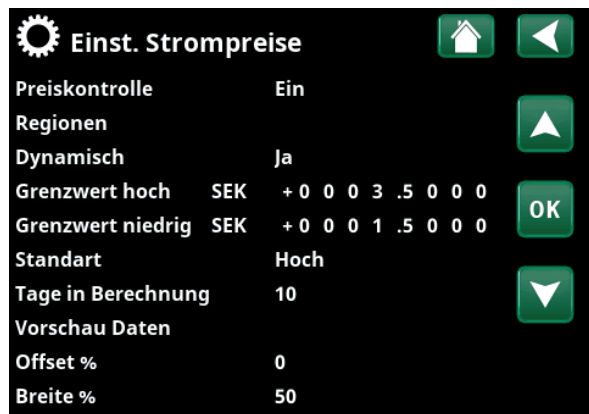 Einst. Strompreise
Preiskontrolle Ein
Regionen
Dynamisch Ja
Grenzwert hoch SEK + 0 0 0 3 .5 0 0 0
OK
Grenzwert niedrig SEK + 0 0 0 1 .5 0 0 0
Standart Hoch
Tage in Berechnung 10
Vorschau Daten
Offset % 0
Breite % 50